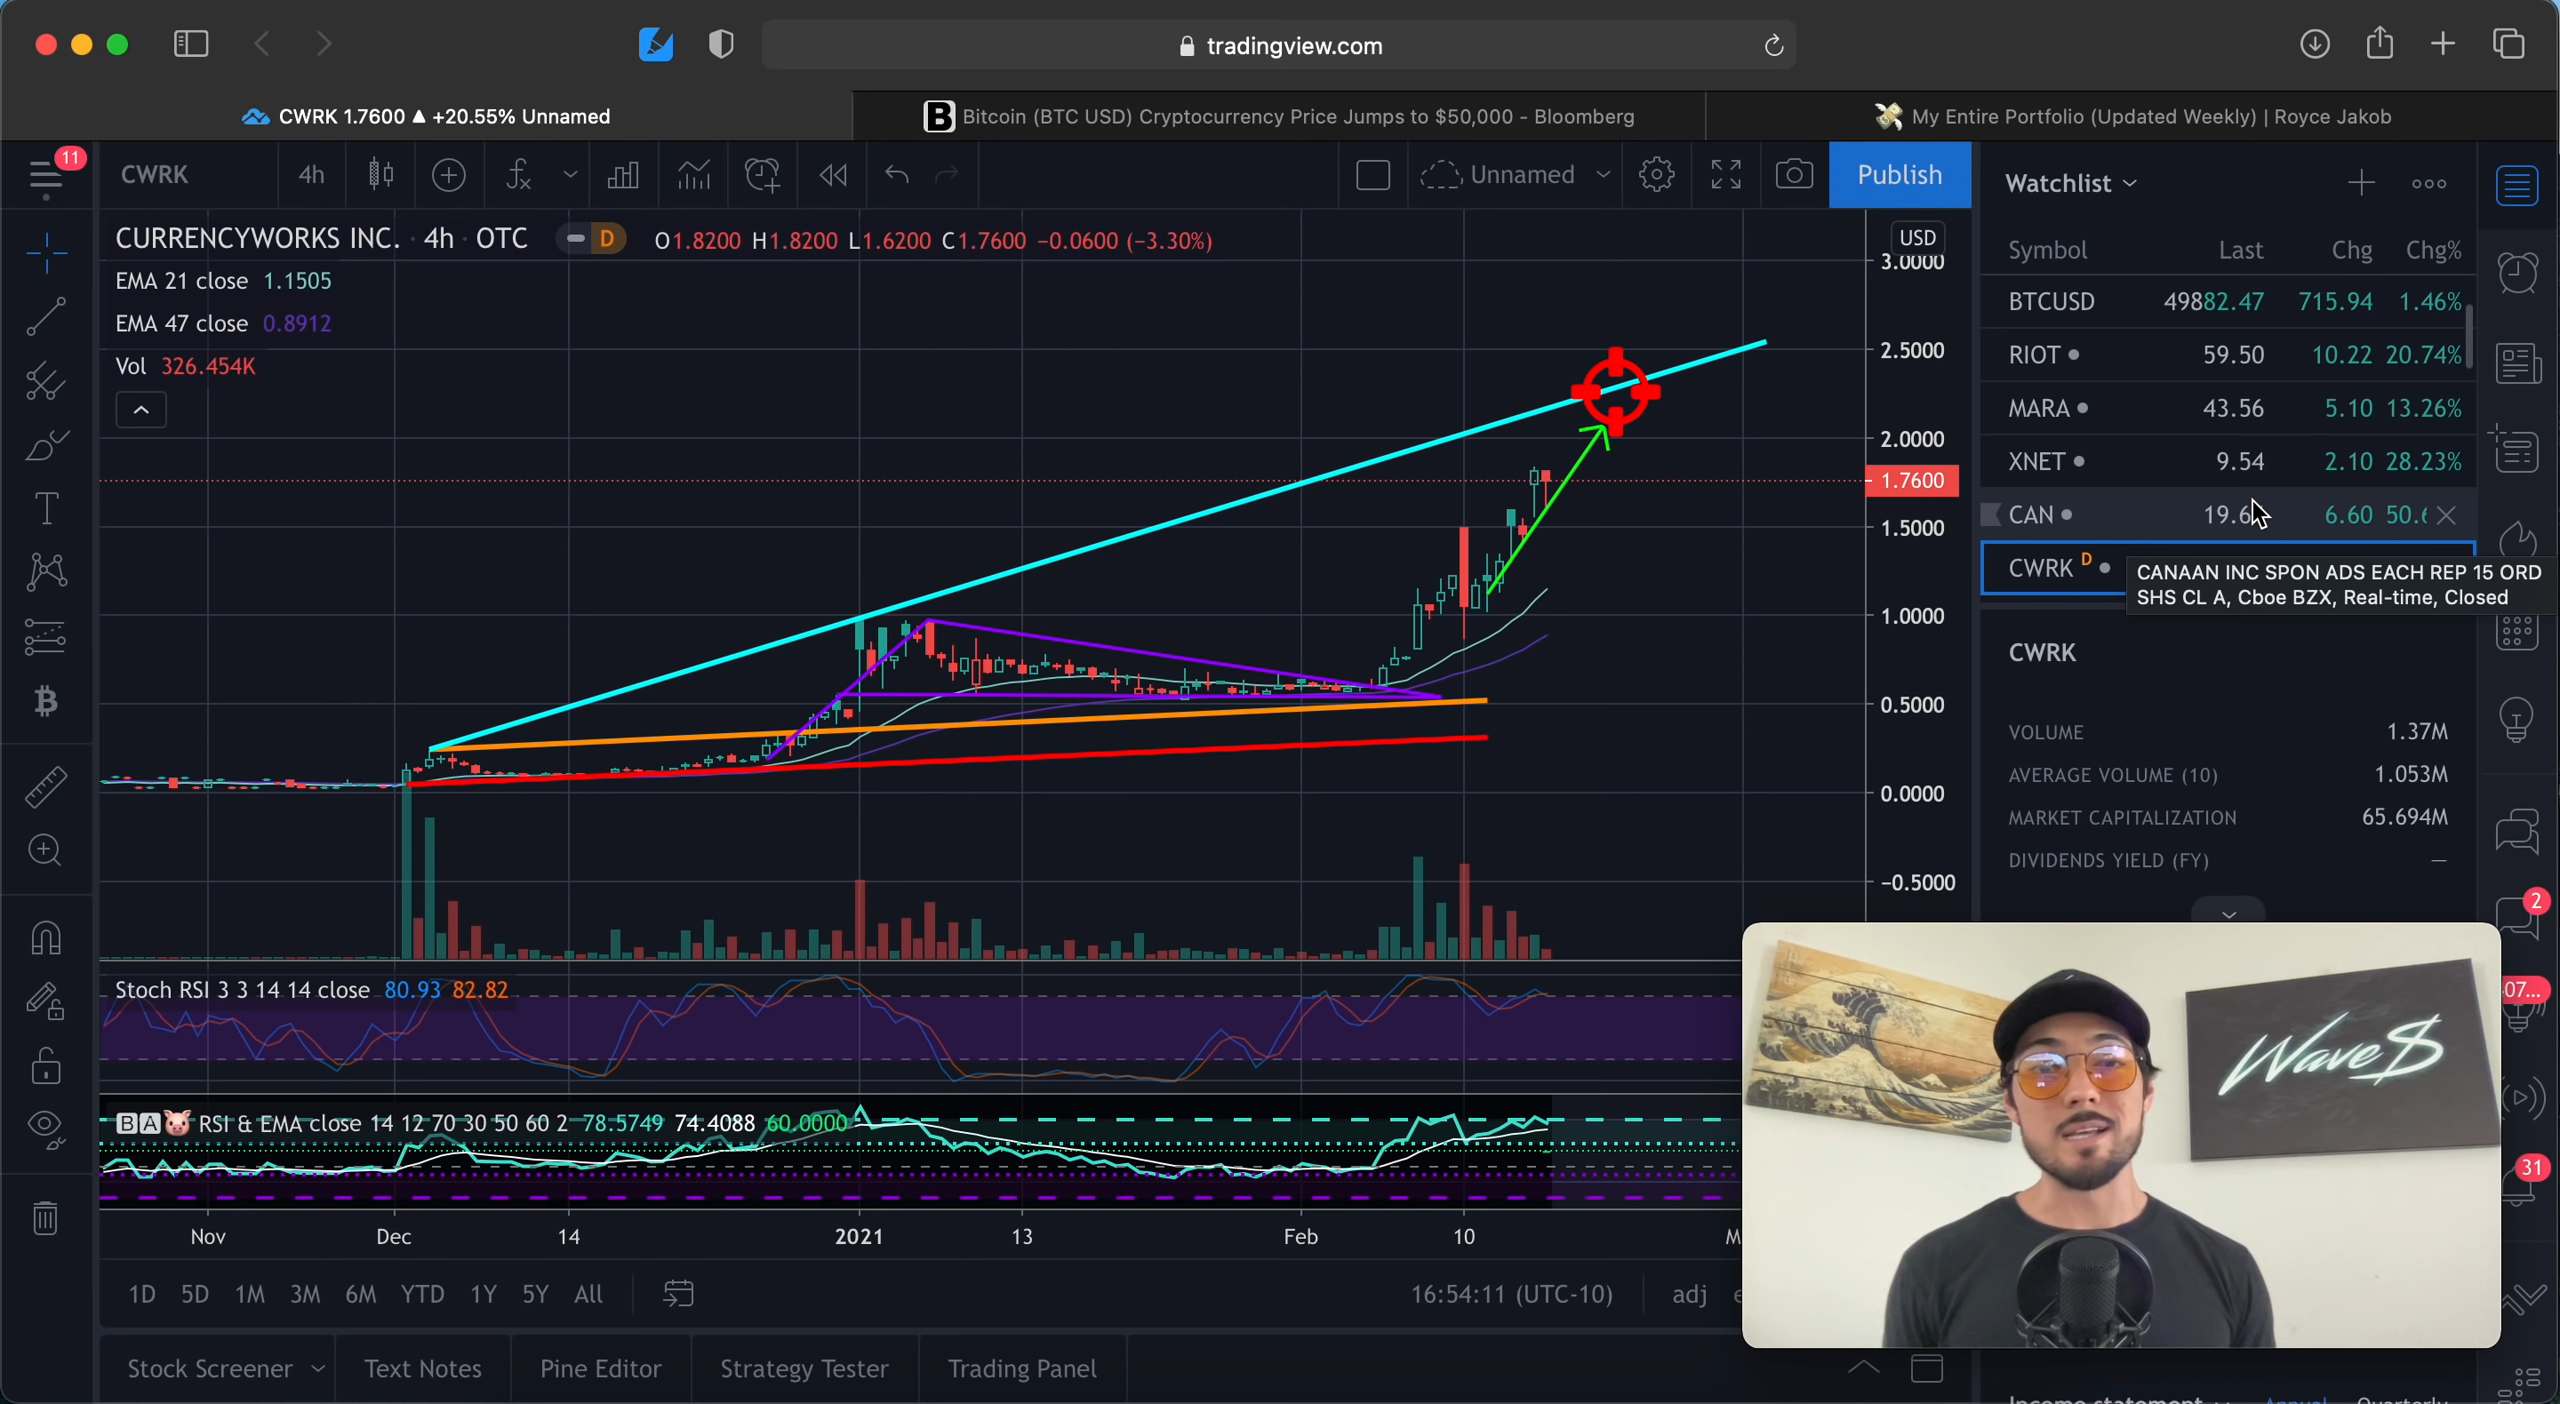 tradingview.com
CWRK 1.7600 ▲ +20.55% Unnamed
B Bitcoin (BTC USD) Cryptocurrency Price Jumps to $50,000 - Bloomberg
My Entire Portfolio (Updated Weekly) | Royce Jakob
11
CWRK
4h
Unnamed
Publish
CURRENCYWORKS INC. · 4h · OTC
D
O1.8200 H1.8200 L1.6200 C1.7600 −0.0600 (−3.30%)
EMA 21 close 1.1505
EMA 47 close 0.8912
Vol 326.454K
USD
3.0000
2.5000
2.0000
1.7600
1.5000
1.0000
0.5000
0.0000
−0.5000
Stoch RSI 3 3 14 14 close 80.93 82.82
BA RSI & EMA close 14 12 70 30 50 60 2 78.5749 74.4088 60.0000
Nov
Dec
14
2021
13
Feb
10
1D 5D 1M 3M 6M YTD 1Y 5Y All
16:54:11 (UTC-10)
adj
Stock Screener
Text Notes
Pine Editor
Strategy Tester
Trading Panel
Watchlist
Symbol Last Chg Chg%
BTCUSD 49882.47 715.94 1.46%
RIOT 59.50 10.22 20.74%
MARA 43.56 5.10 13.26%
XNET 9.54 2.10 28.23%
CAN 19.6 6.60 50.6
CWRK D
CANAAN INC SPON ADS EACH REP 15 ORD
SHS CL A, Cboe BZX, Real-time, Closed
CWRK
VOLUME 1.37M
AVERAGE VOLUME (10) 1.053M
MARKET CAPITALIZATION 65.694M
DIVIDENDS YIELD (FY) —
2
07...
31
Wave$